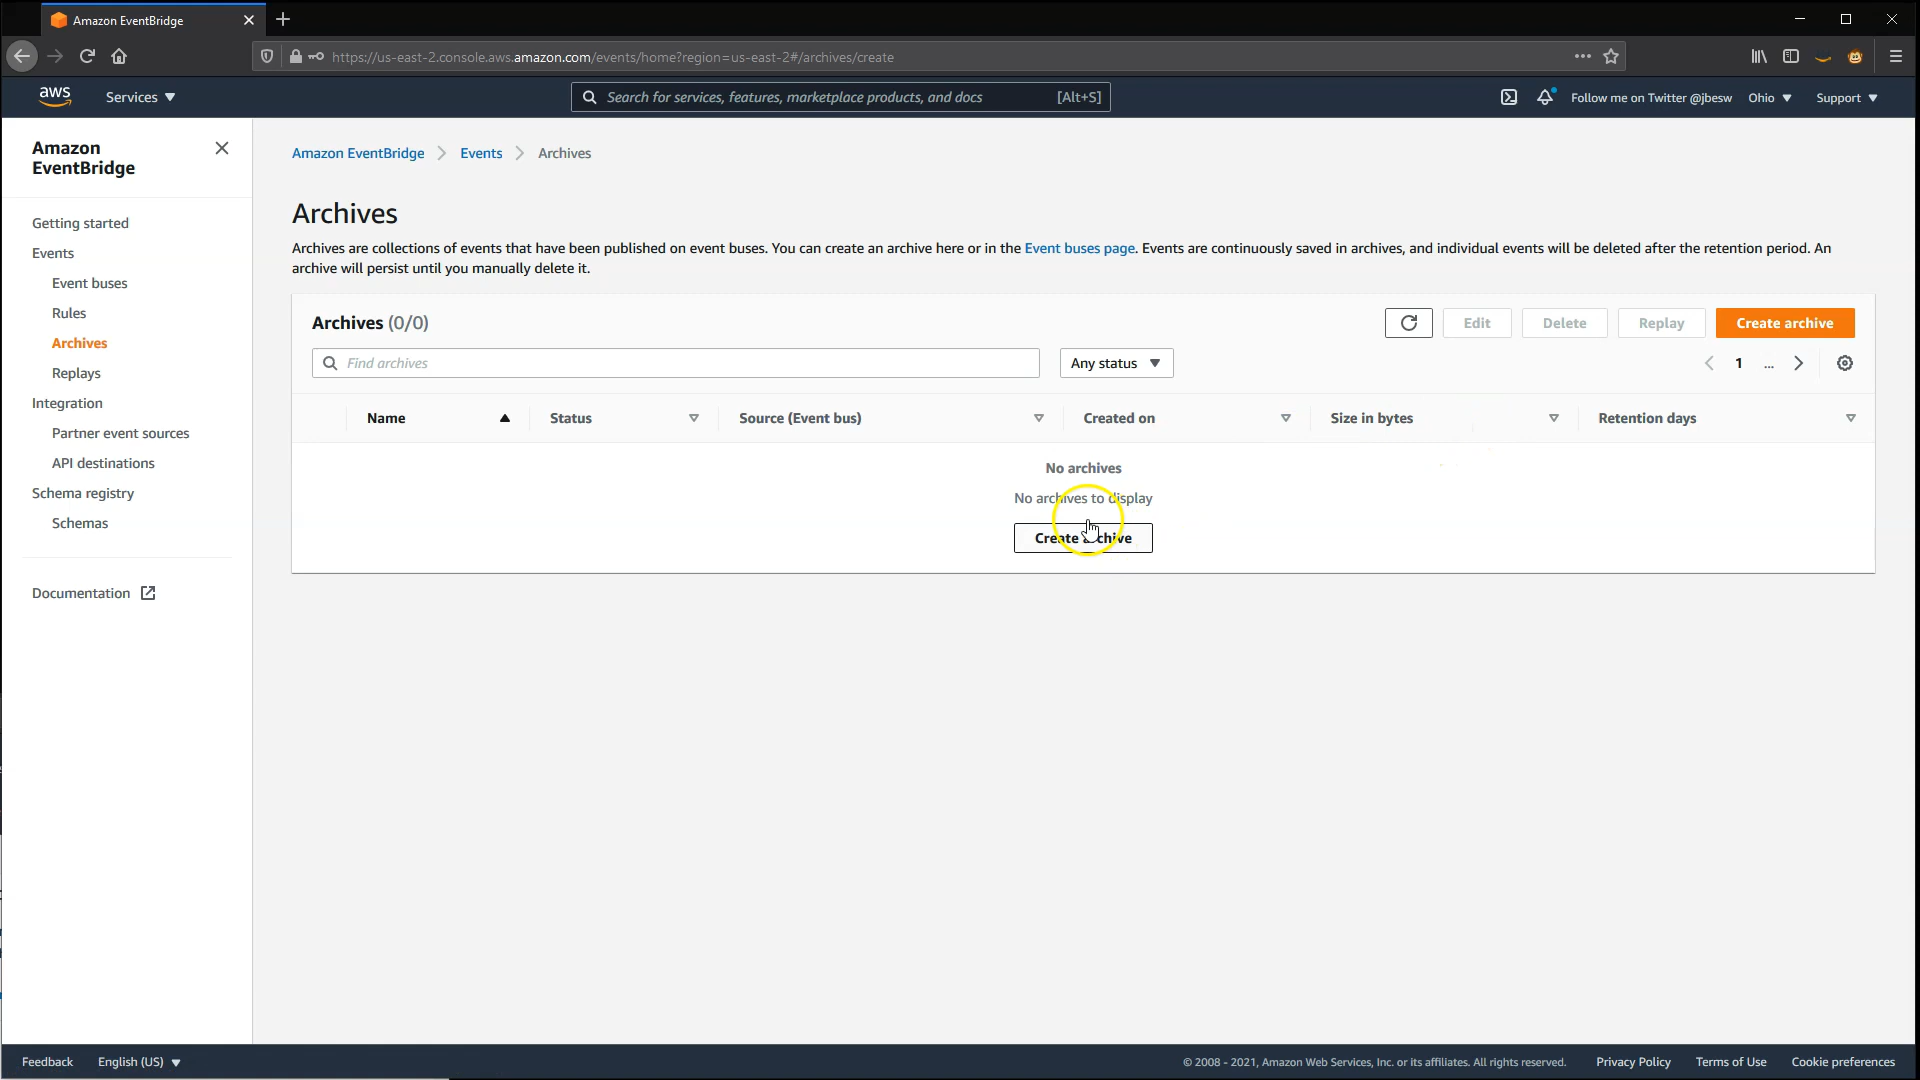 Amazon EventBridge
https://us-east-2.console.aws.amazon.com/events/home?region=us-east-2#/archives/create
aws
Services
Search for services, features, marketplace products, and docs [Alt+S]
Follow me on Twitter @jbesw
Ohio
Support
Amazon
EventBridge
Getting started
Events
Event buses
Rules
Archives
Replays
Integration
Partner event sources
API destinations
Schema registry
Schemas
Documentation
Amazon EventBridge
Events
Archives
Archives
Archives are collections of events that have been published on event buses. You can create an archive here or in the Event buses page. Events are continuously saved in archives, and individual events will be deleted after the retention period. An
archive will persist until you manually delete it.
Archives (0/0)
Edit
Delete
Replay
Create archive
Find archives
Any status
1
...
Name
Status
Source (Event bus)
Created on
Size in bytes
Retention days
No archives
No archives to display
Create archive
Feedback
English (US)
© 2008 - 2021, Amazon Web Services, Inc. or its affiliates. All rights reserved.
Privacy Policy
Terms of Use
Cookie preferences